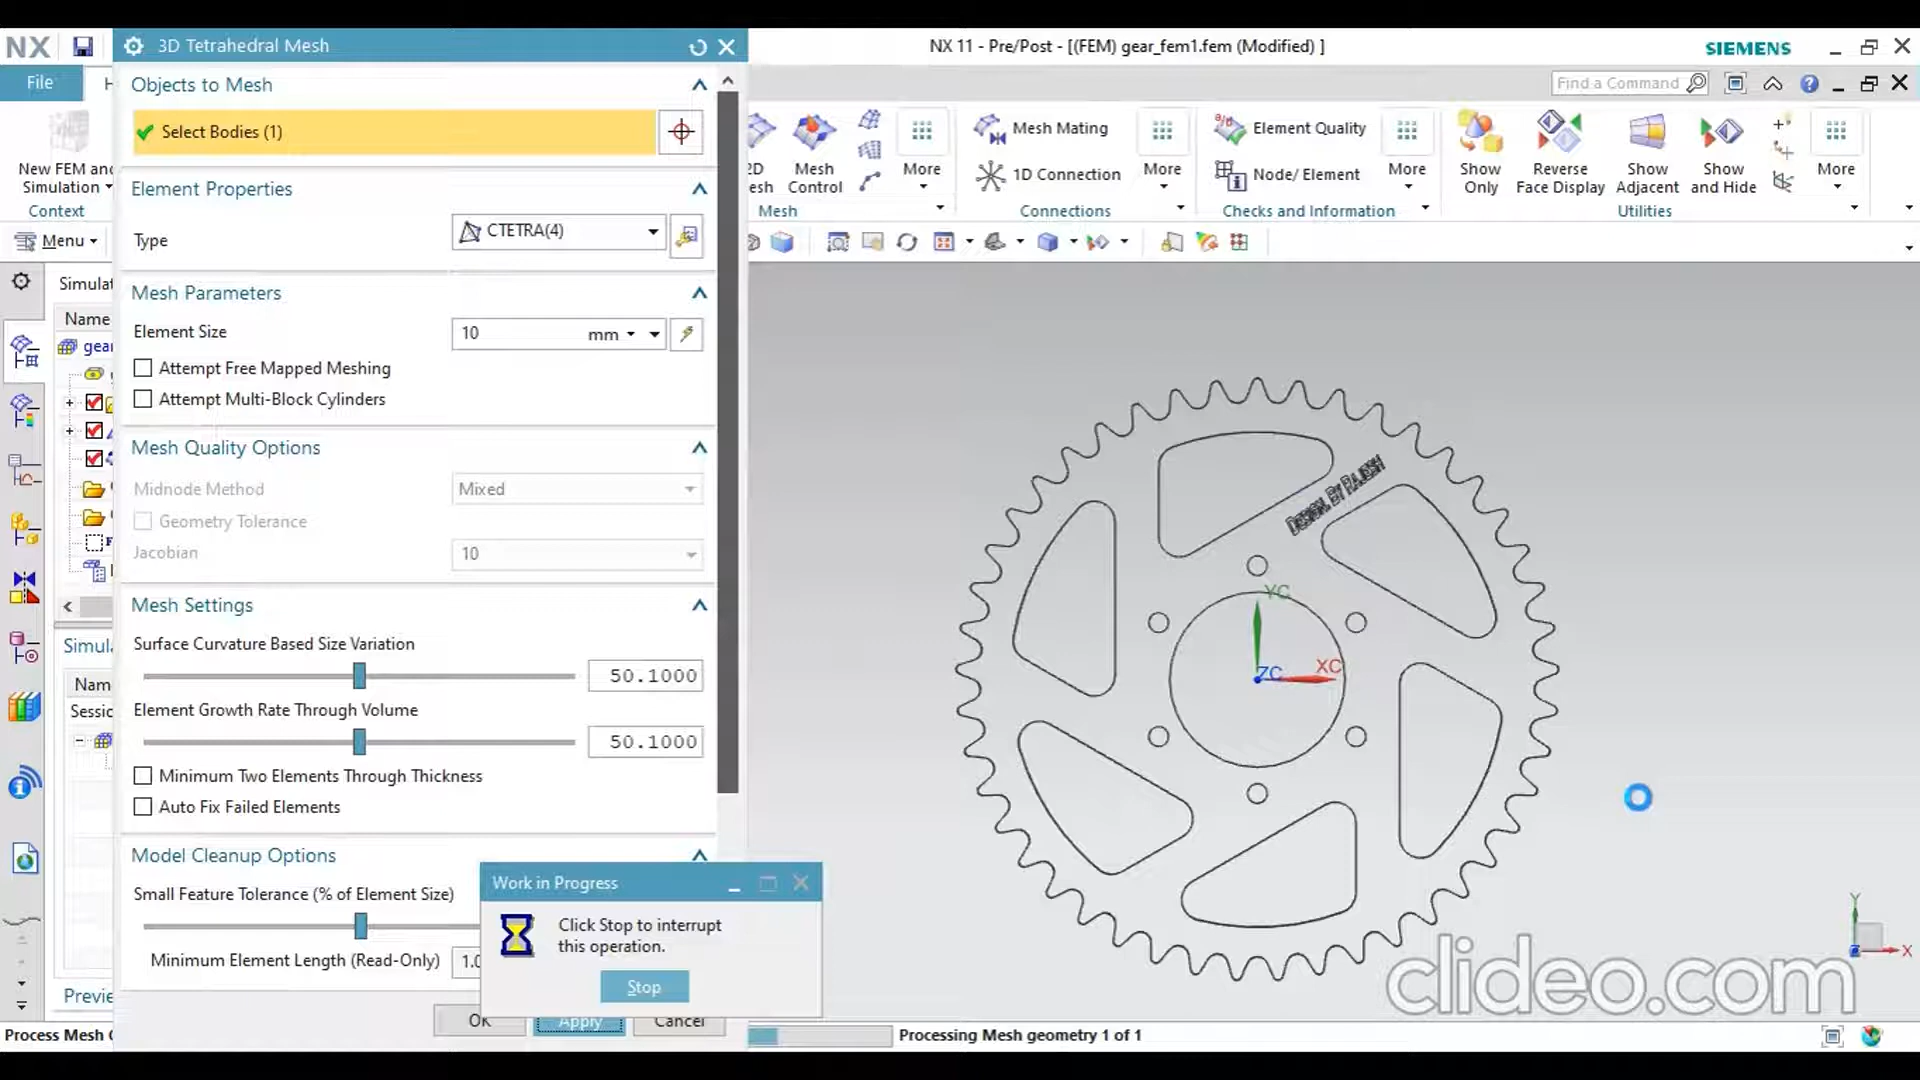 NX
3D Tetrahedral Mesh
NX 11 - Pre/Post - [(FEM) gear_fem1.fem (Modified) ]
SIEMENS
File
Objects to Mesh
Find a Command
Select Bodies (1)
Mesh Mating
Element Quality
New FEM and
Simulation
Mesh
Control
More
1D Connection
More
Node/ Element
More
Show
Only
Reverse
Face Display
Show
Adjacent
Show
and Hide
More
Element Properties
Context
Mesh
Connections
Checks and Information
Utilities
Menu
Type
CTETRA(4)
Mesh Parameters
Name
Element Size
10
mm
Attempt Free Mapped Meshing
Attempt Multi-Block Cylinders
Mesh Quality Options
Midnode Method
Mixed
Geometry Tolerance
Jacobian
10
DESIGN BY RAJESH
Mesh Settings
YC
Surface Curvature Based Size Variation
50.1000
ZC
XC
Element Growth Rate Through Volume
50.1000
Minimum Two Elements Through Thickness
Auto Fix Failed Elements
Model Cleanup Options
Work in Progress
Small Feature Tolerance (% of Element Size)
Click Stop to interrupt
this operation.
Minimum Element Length (Read-Only)
Stop
Y
X
clideo.com
OK
Apply
Cancel
Processing Mesh geometry 1 of 1